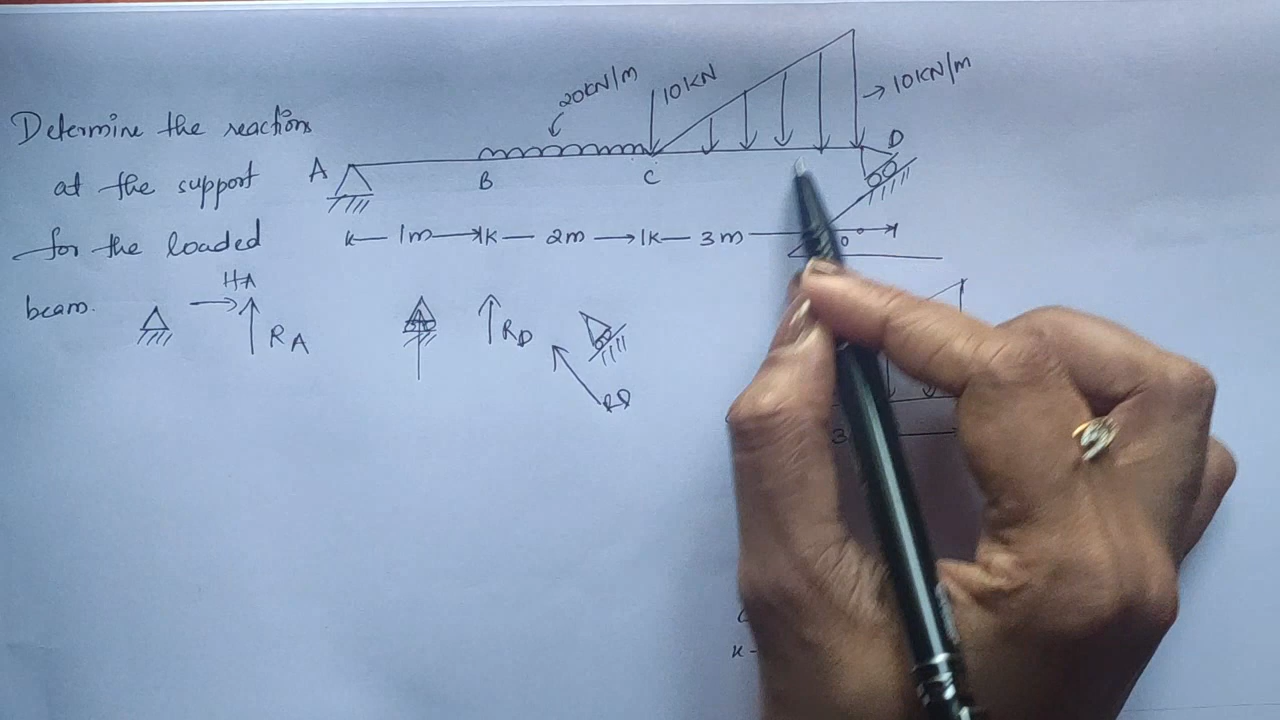 Determine the reactions
at the support
for the loaded
beam.
20KN/m
10KN
10KN/m
A
B
C
D
1m
2m
3m
HA
RA
RD
RD
3